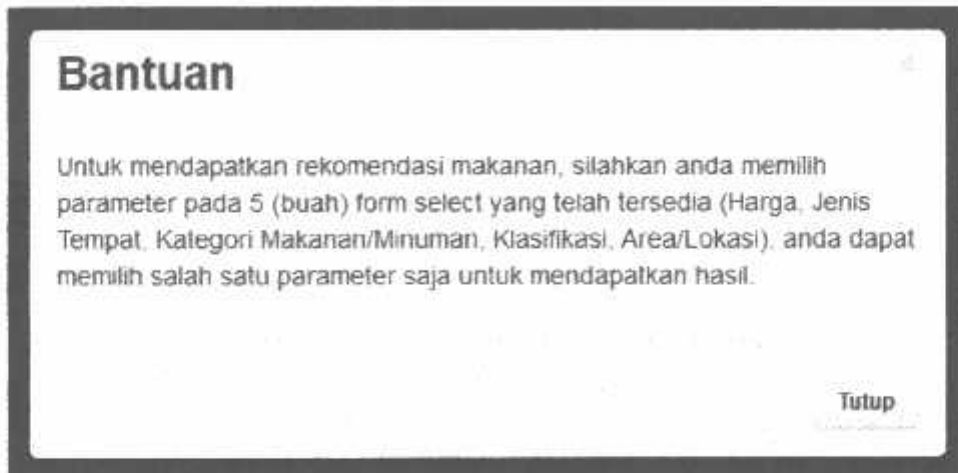 Bantuan
Untuk mendapatkan rekomendasi makanan, silahkan anda memilih
parameter pada 5 (buah) form select yang telah tersedia (Harga, Jenis
Tempat, Kategori Makanan/Minuman, Klasifikasi, Area/Lokasi), anda dapat
memilih salah satu parameter saja untuk mendapatkan hasil.
Tutup